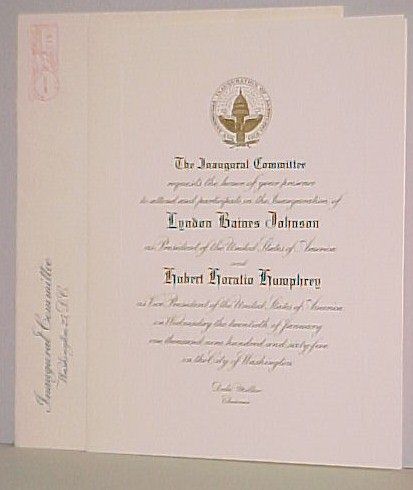 INAUGURATION OF
The Inaugural Committee
requests the honor of your presence
to attend and participate in the Inauguration of
Lyndon Baines Johnson
as President of the United States of America
and
Hubert Horatio Humphrey
as Vice President of the United States of America
on Wednesday the twentieth of January
one thousand nine hundred and sixty five
in the City of Washington
Dale Miller
Chairman
Inaugural Committee
Washington 25, D.C.